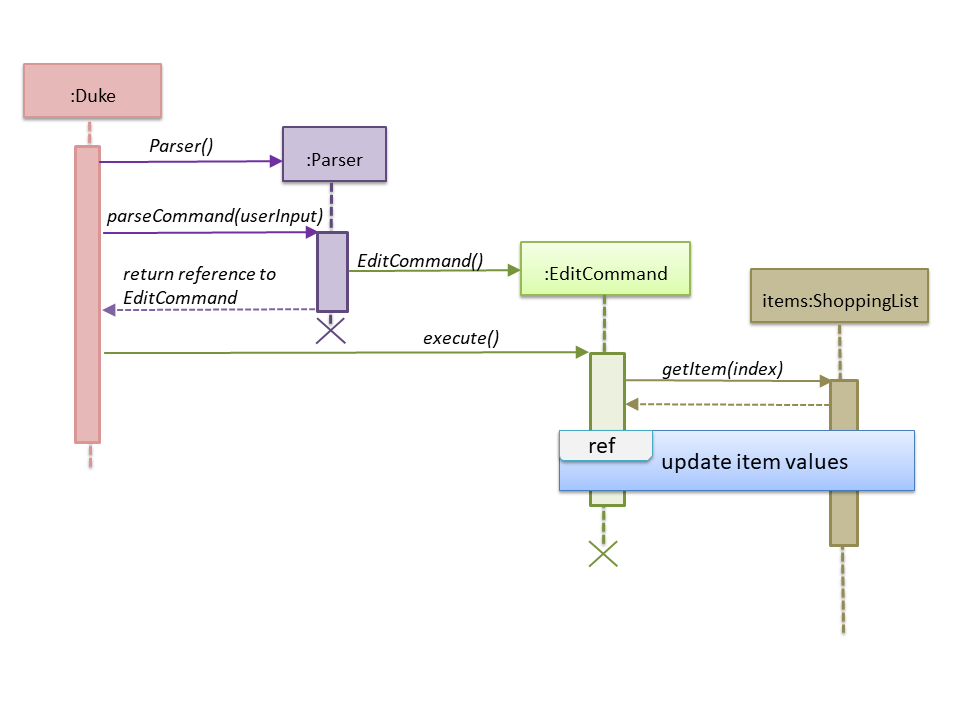 :Duke
Parser()
:Parser
parseCommand(userInput)
EditCommand()
:EditCommand
return reference to
EditCommand
items:ShoppingList
execute()
getItem(index)
ref
update item values